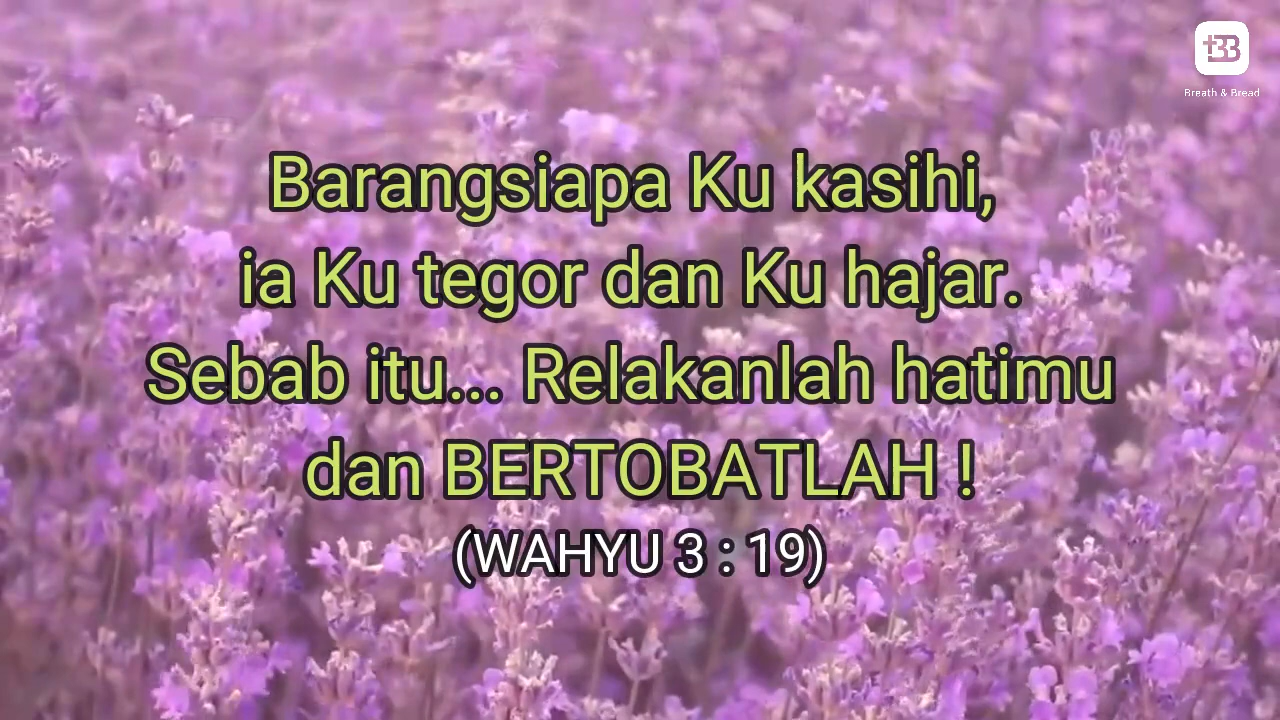 Breath & Bread
Barangsiapa Ku kasihi,
ia Ku tegor dan Ku hajar.
Sebab itu... Relakanlah hatimu
dan BERTOBATLAH !
(WAHYU 3 : 19)